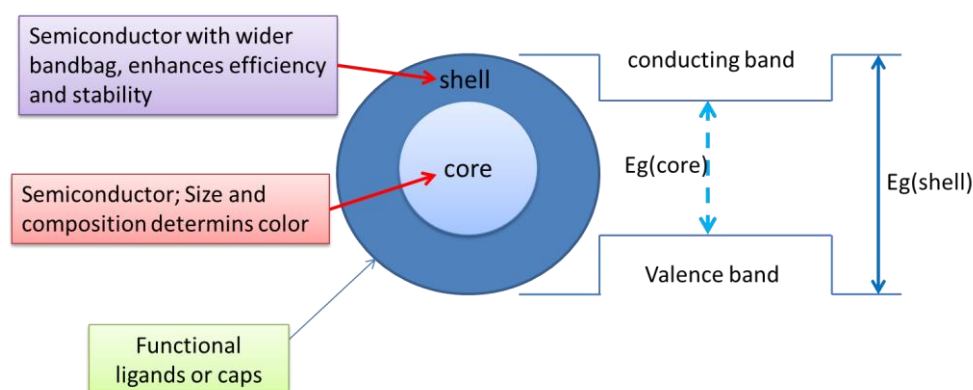 Semiconductor with wider
bandbag, enhances efficiency
and stability
shell
core
Semiconductor; Size and
composition determins color
Functional
ligands or caps
conducting band
Eg(core)
Eg(shell)
Valence band